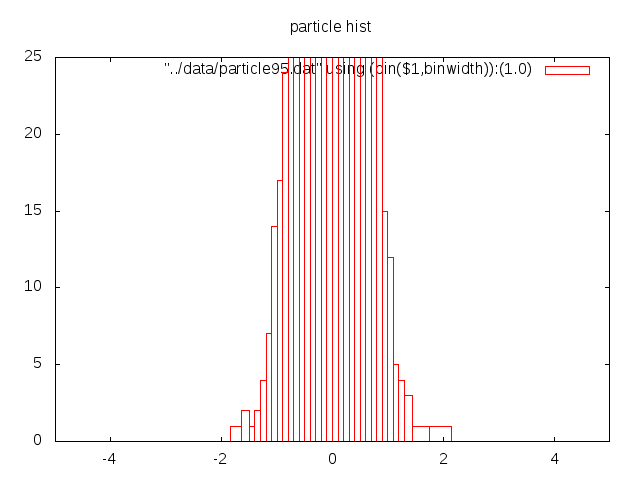 particle hist
"../data/particle95.dat" using (bin($1,binwidth)):(1.0)
25
20
15
10
5
0
-4 -2 0 2 4